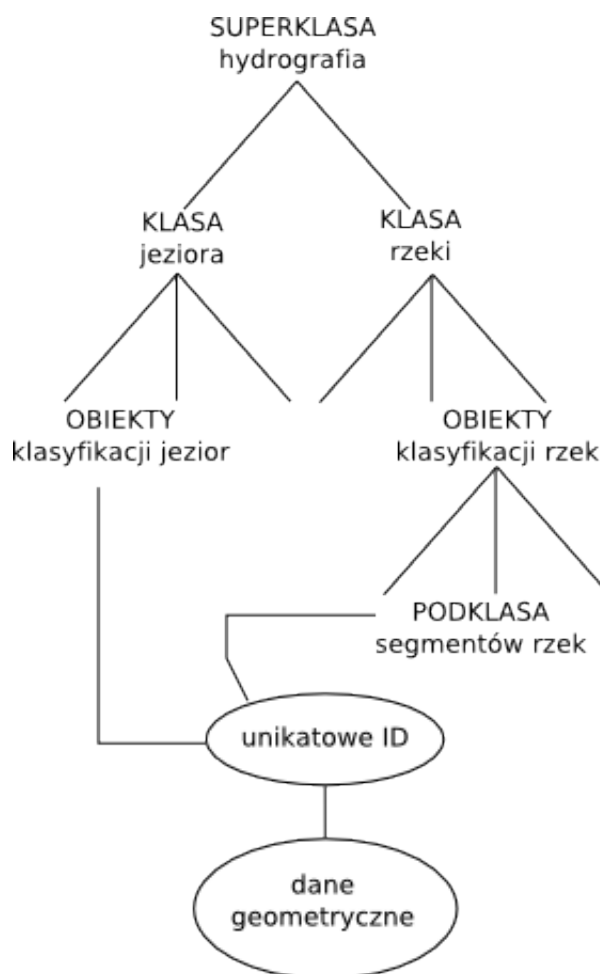 SUPERKLASA
hydrografia
KLASA
jeziora
KLASA
rzeki
OBIEKTY
klasyfikacji jezior
OBIEKTY
klasyfikacji rzek
PODKLASA
segmentów rzek
unikatowe ID
dane
geometryczne